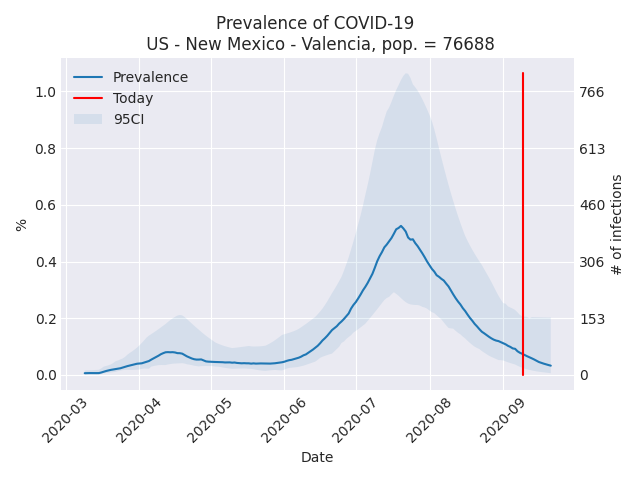 Prevalence of COVID-19
US - New Mexico - Valencia, pop. = 76688
Prevalence
Today
95CI
1.0
0.8
0.6
0.4
0.2
0.0
%
766
613
460
306
153
0
# of infections
2020-03
2020-04
2020-05
2020-06
2020-07
2020-08
2020-09
Date